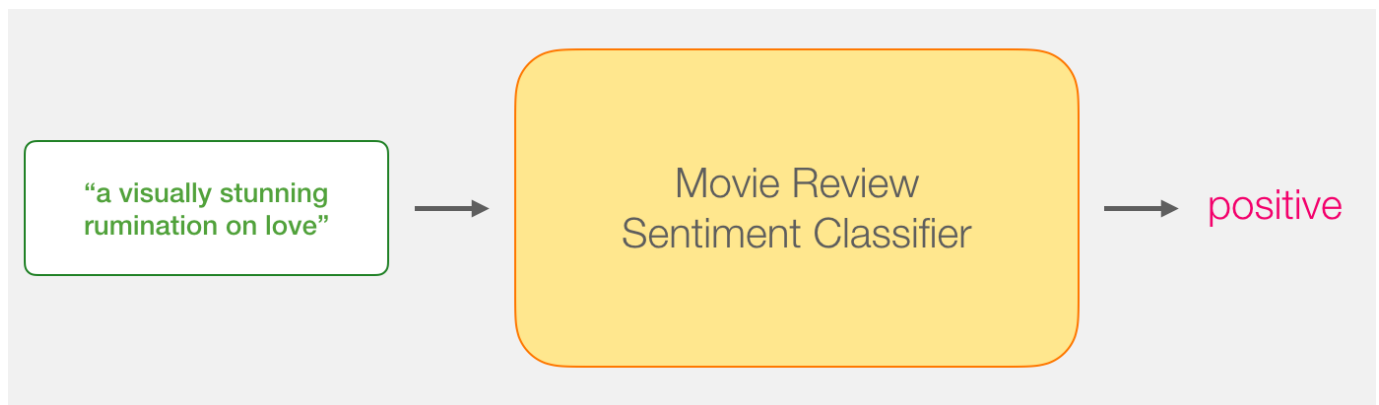 “a visually stunning
rumination on love”
Movie Review
Sentiment Classifier
positive